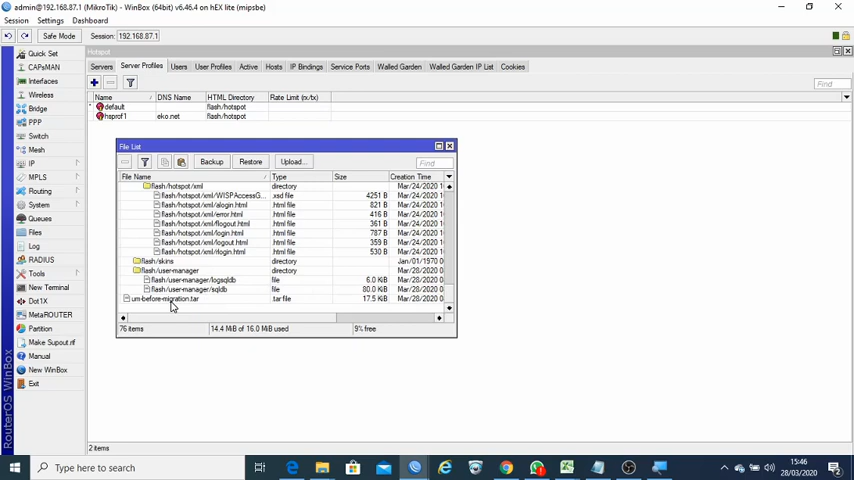 admin@192.168.87.1 (MikroTik) - WinBox (64bit) v6.46.4 on hEX lite (mipsbe)
Session Settings Dashboard
Safe Mode Session: 192.168.87.1
Quick Set
CAPsMAN
Interfaces
Wireless
Bridge
PPP
Switch
Mesh
IP
MPLS
Routing
System
Queues
Files
Log
RADIUS
Tools
New Terminal
Dot1X
MetaROUTER
Partition
Make Supout.rif
Manual
New WinBox
Exit
RouterOS WinBox
Hotspot
Servers Server Profiles Users User Profiles Active Hosts IP Bindings Service Ports Walled Garden Walled Garden IP List Cookies
Find
Name DNS Name HTML Directory Rate Limit (rx/tx)
* default flash/hotspot
hsprof1 eko.net flash/hotspot
File List
Backup Restore Upload... Find
File Name Type Size Creation Time
flash/hotspot/xml directory Mar/24/2020 1
flash/hotspot/xml/WISPAccessG... .xsd file 4251 B Mar/24/2020 1
flash/hotspot/xml/alogin.html .html file 821 B Mar/24/2020 1
flash/hotspot/xml/error.html .html file 416 B Mar/24/2020 1
flash/hotspot/xml/flogout.html .html file 361 B Mar/24/2020 1
flash/hotspot/xml/login.html .html file 787 B Mar/24/2020 1
flash/hotspot/xml/logout.html .html file 359 B Mar/24/2020 1
flash/hotspot/xml/rlogin.html .html file 530 B Mar/24/2020 1
flash/skins directory Jan/01/1970
flash/user-manager directory Mar/28/2020
flash/user-manager/logsqldb file 6.0 KiB Mar/28/2020
flash/user-manager/sqldb file 80.0 KiB Mar/28/2020
um-before-migration.tar .tar file 17.5 KiB Mar/28/2020
76 items 14.4 MiB of 16.0 MiB used 9% free
2 items
Type here to search
15:46
28/03/2020
2